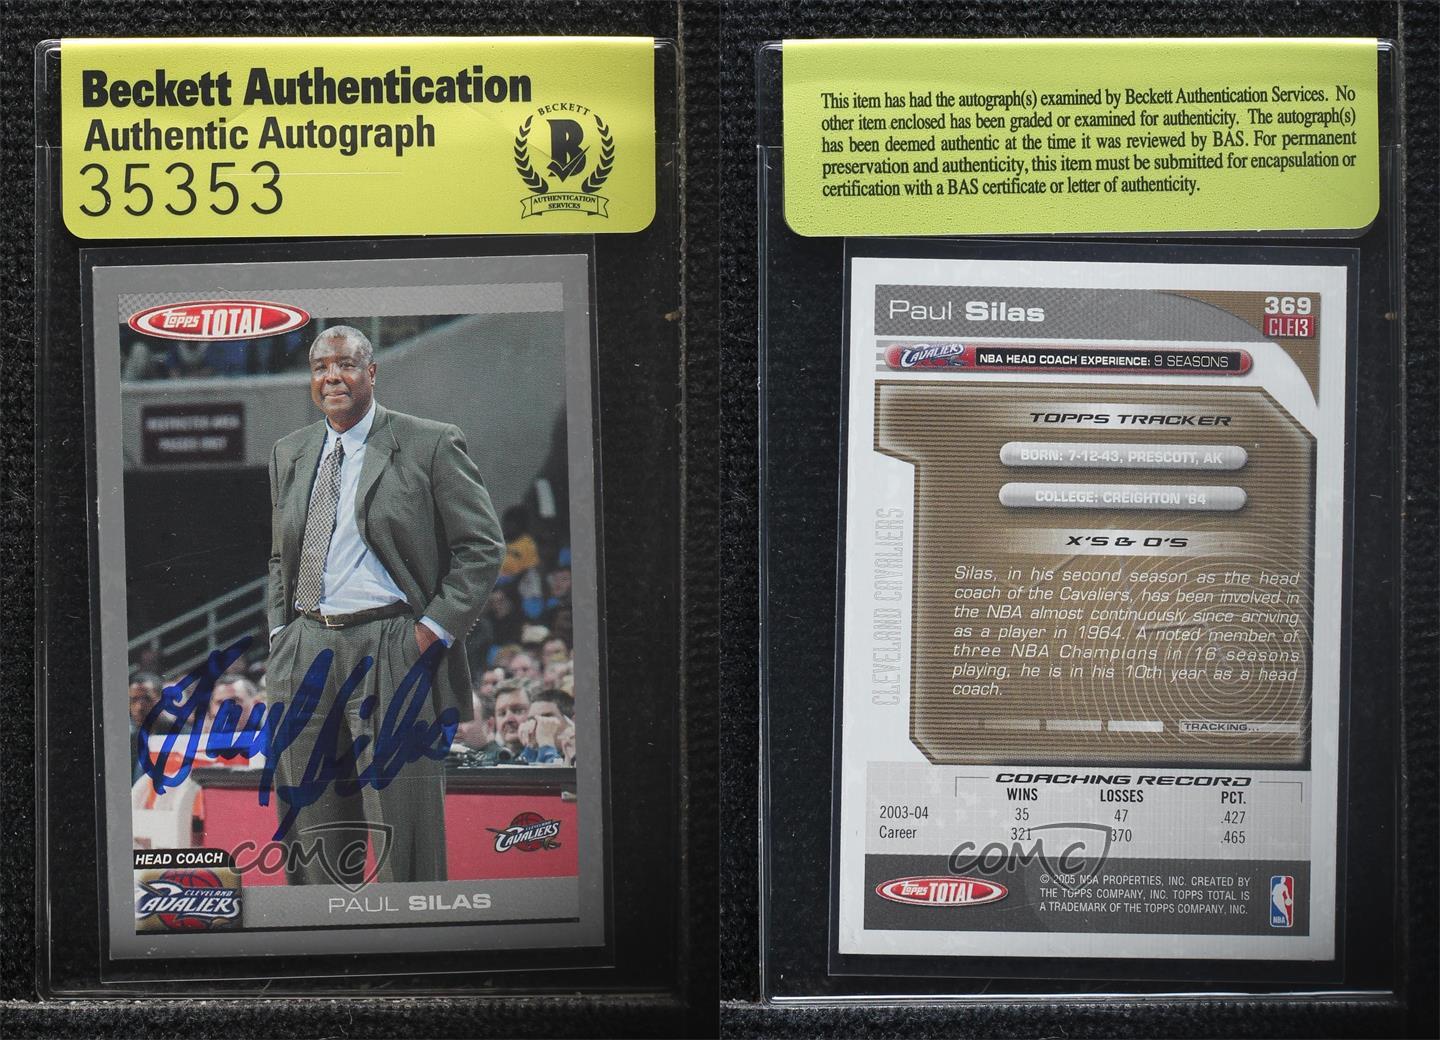 Beckett Authentication
Authentic Autograph
35353
BECKETT
B
AUTHENTICATION
SERVICES
Topps TOTAL
Paul Silas
CAVALIERS
HEAD COACH
CLEVELAND
CAVALIERS
PAUL SILAS
COMC
This item has had the autograph(s) examined by Beckett Authentication Services. No
other item enclosed has been graded or examined for authenticity. The autograph(s)
has been deemed authentic at the time it was reviewed by BAS. For permanent
preservation and authenticity, this item must be submitted for encapsulation or
certification with a BAS certificate or letter of authenticity.
Paul Silas
369
CLE13
CAVALIERS
NBA HEAD COACH EXPERIENCE: 9 SEASONS
TOPPS TRACKER
BORN: 7-12-43, PRESCOTT, AK
COLLEGE: CREIGHTON '64
X'S & O'S
Silas, in his second season as the head
coach of the Cavaliers, has been involved in
the NBA almost continuously since arriving
as a player in 1964. A noted member of
three NBA Champions in 16 seasons
playing, he is in his 10th year as a head
coach.
TRACKING...
CLEVELAND CAVALIERS
COACHING RECORD
WINS LOSSES PCT.
2003-04 35 47 .427
Career 321 370 .465
COMC
Topps TOTAL
© 2005 NBA PROPERTIES, INC. CREATED BY
THE TOPPS COMPANY, INC. TOPPS TOTAL IS
A TRADEMARK OF THE TOPPS COMPANY, INC.
NBA